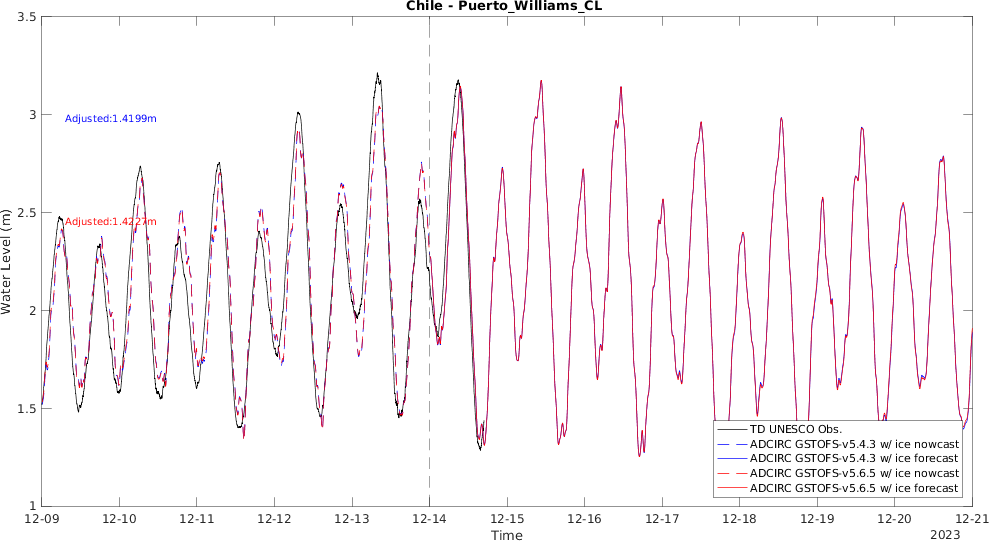 Chile - Puerto_Williams_CL
3.5
3
2.5
2
1.5
1
Water Level (m)
Adjusted:1.4199m
Adjusted:1.4227m
TD UNESCO Obs.
ADCIRC GSTOFS-v5.4.3 w/ ice nowcast
ADCIRC GSTOFS-v5.4.3 w/ ice forecast
ADCIRC GSTOFS-v5.6.5 w/ ice nowcast
ADCIRC GSTOFS-v5.6.5 w/ ice forecast
12-09 12-10 12-11 12-12 12-13 12-14 12-15 12-16 12-17 12-18 12-19 12-20 12-21
Time
2023